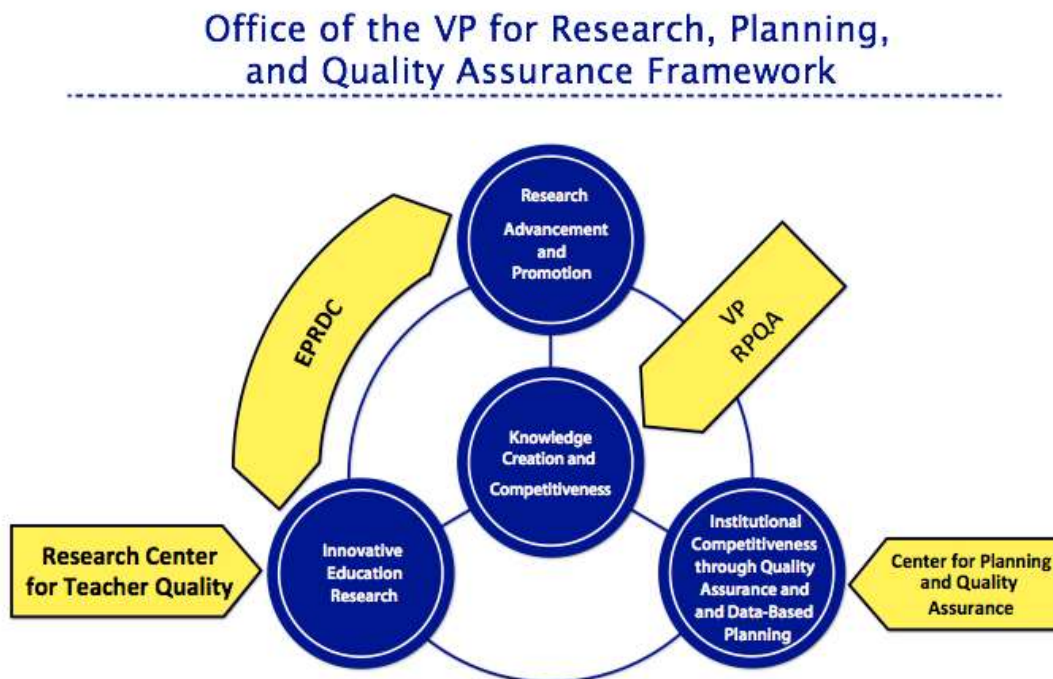 Office of the VP for Research, Planning,
and Quality Assurance Framework
Research
Advancement
and
Promotion
EPRDC
VP
RPQA
Knowledge
Creation and
Competitiveness
Research Center
for Teacher Quality
Innovative
Education
Research
Institutional
Competitiveness
through Quality
Assurance and
and Data-Based
Planning
Center for Planning
and Quality
Assurance